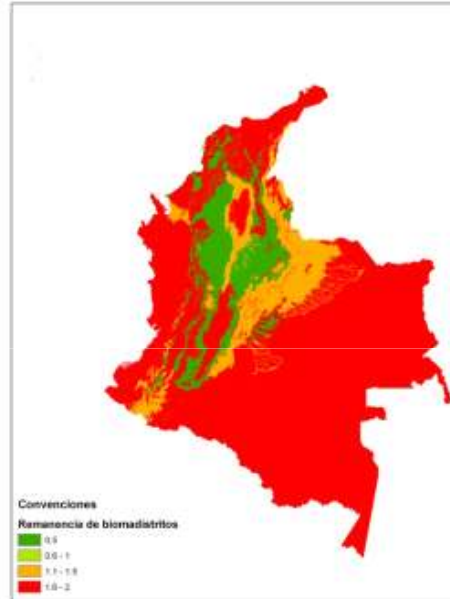 Convenciones
Remanencia de biomadistritos
0,5
0,6 - 1
1,1 - 1,5
1,6 - 2